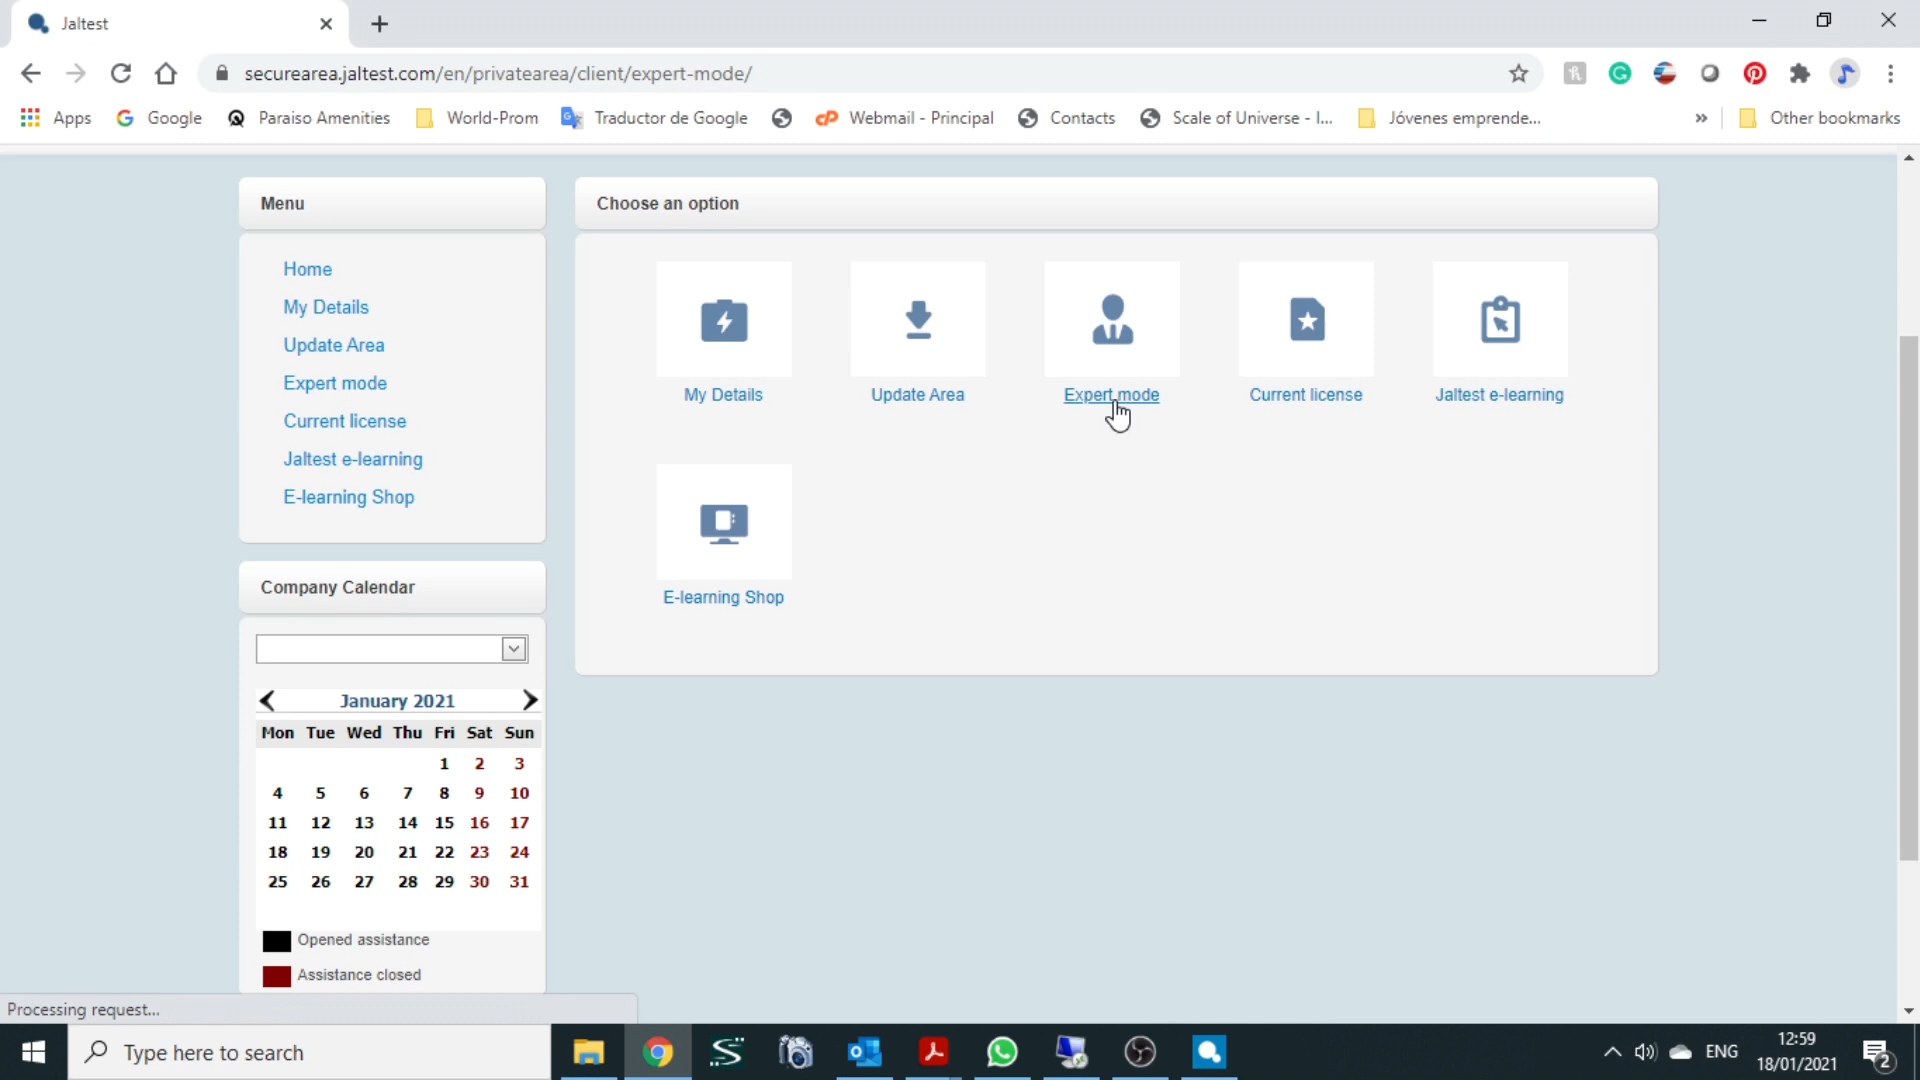 Jaltest
securearea.jaltest.com/en/privatearea/client/expert-mode/
Apps Google Paraiso Amenities World-Prom Traductor de Google Webmail - Principal Contacts Scale of Universe - I... Jóvenes emprende... » Other bookmarks
Menu
Home
My Details
Update Area
Expert mode
Current license
Jaltest e-learning
E-learning Shop
Choose an option
My Details Update Area Expert mode Current license Jaltest e-learning
E-learning Shop
Company Calendar
January 2021
Mon Tue Wed Thu Fri Sat Sun
1 2 3
4 5 6 7 8 9 10
11 12 13 14 15 16 17
18 19 20 21 22 23 24
25 26 27 28 29 30 31
Opened assistance
Assistance closed
Processing request...
Type here to search
ENG
12:59
18/01/2021
2